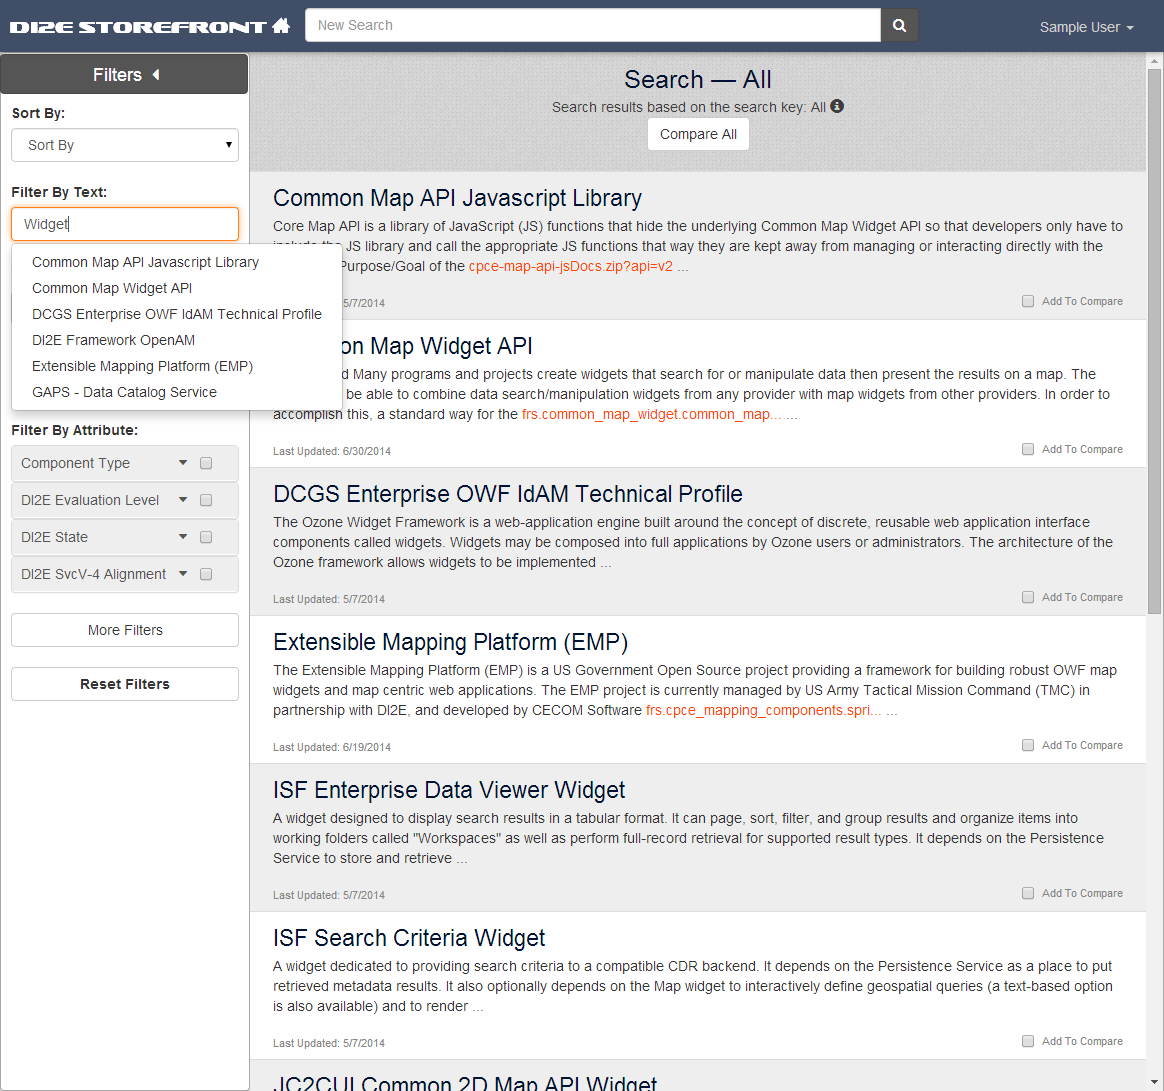 DI2E STOREFRONT
New Search
Sample User
Filters
Sort By:
Sort By
Filter By Text:
Widget
Common Map API Javascript Library
Common Map Widget API
DCGS Enterprise OWF IdAM Technical Profile
DI2E Framework OpenAM
Extensible Mapping Platform (EMP)
GAPS - Data Catalog Service
Filter By Attribute:
Component Type
DI2E Evaluation Level
DI2E State
DI2E SvcV-4 Alignment
More Filters
Reset Filters
Search — All
Search results based on the search key: All
Compare All
Common Map API Javascript Library
Core Map API is a library of JavaScript (JS) functions that hide the underlying Common Map Widget API so that developers only have to
JS library and call the appropriate JS functions that way they are kept away from managing or interacting directly with the
Purpose/Goal of the cpce-map-api-jsDocs.zip?api=v2 ...
5/7/2014
Add To Compare
on Map Widget API
d Many programs and projects create widgets that search for or manipulate data then present the results on a map. The
be able to combine data search/manipulation widgets from any provider with map widgets from other providers. In order to
accomplish this, a standard way for the frs.common_map_widget.common_map... ...
Last Updated: 6/30/2014
Add To Compare
DCGS Enterprise OWF IdAM Technical Profile
The Ozone Widget Framework is a web-application engine built around the concept of discrete, reusable web application interface
components called widgets. Widgets may be composed into full applications by Ozone users or administrators. The architecture of the
Ozone framework allows widgets to be implemented ...
Last Updated: 5/7/2014
Add To Compare
Extensible Mapping Platform (EMP)
The Extensible Mapping Platform (EMP) is a US Government Open Source project providing a framework for building robust OWF map
widgets and map centric web applications. The EMP project is currently managed by US Army Tactical Mission Command (TMC) in
partnership with DI2E, and developed by CECOM Software frs.cpce_mapping_components.spri... ...
Last Updated: 6/19/2014
Add To Compare
ISF Enterprise Data Viewer Widget
A widget designed to display search results in a tabular format. It can page, sort, filter, and group results and organize items into
working folders called "Workspaces" as well as perform full-record retrieval for supported result types. It depends on the Persistence
Service to store and retrieve ...
Last Updated: 5/7/2014
Add To Compare
ISF Search Criteria Widget
A widget dedicated to providing search criteria to a compatible CDR backend. It depends on the Persistence Service as a place to put
retrieved metadata results. It also optionally depends on the Map widget to interactively define geospatial queries (a text-based option
is also available) and to render ...
Last Updated: 5/7/2014
Add To Compare
JC2CUI Common 2D Map API Widget